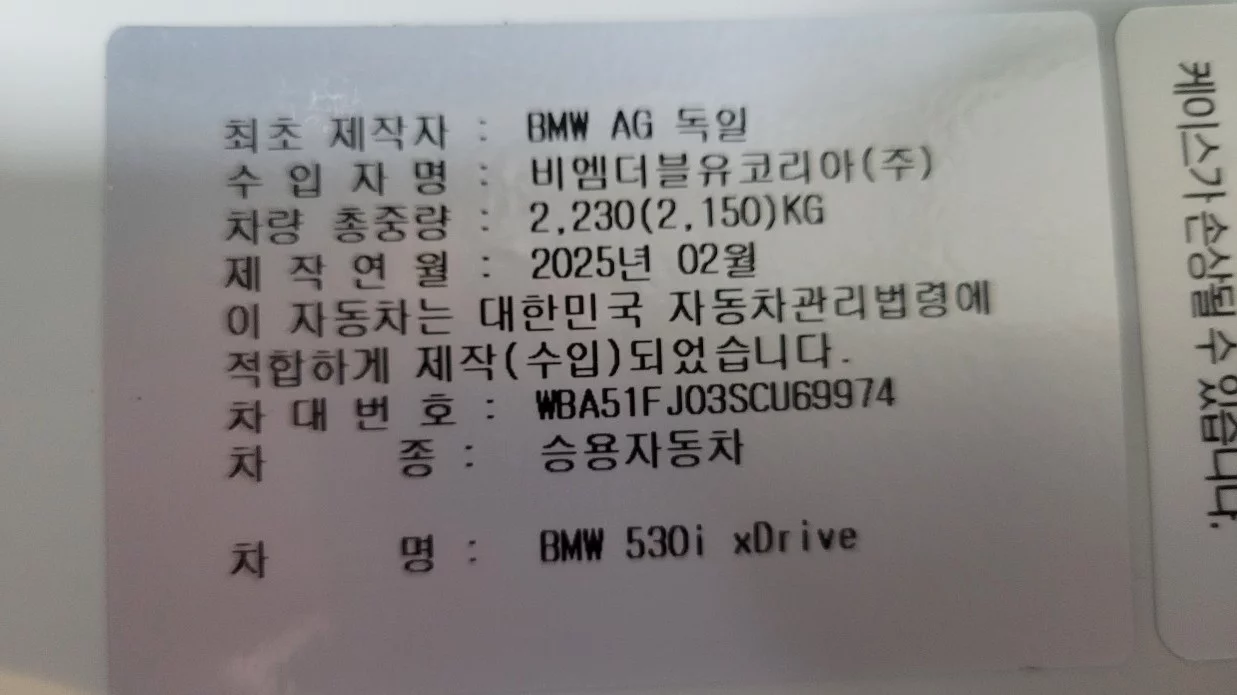 최초 제작자 : BMW AG 독일
수 입 자 명 : 비엠더블유코리아(주)
차량 총중량 : 2,230(2,150)KG
제 작 연 월 : 2025년 02월
이 자동차는 대한민국 자동차관리법령에
적합하게 제작(수입)되었습니다.
차 대 번 호 : WBA51FJ03SCU69974
차 종 : 승용자동차
차 명 : BMW 530i xDrive
케이스가 손상될 수 있습니다.